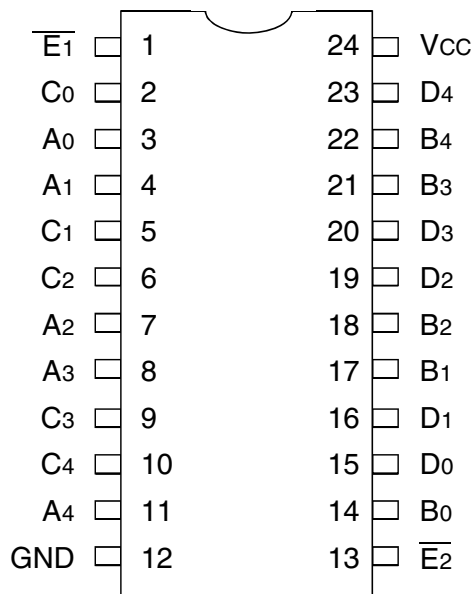 E1 1 24 VCC
C0 2 23 D4
A0 3 22 B4
A1 4 21 B3
C1 5 20 D3
C2 6 19 D2
A2 7 18 B2
A3 8 17 B1
C3 9 16 D1
C4 10 15 D0
A4 11 14 B0
GND 12 13 E2